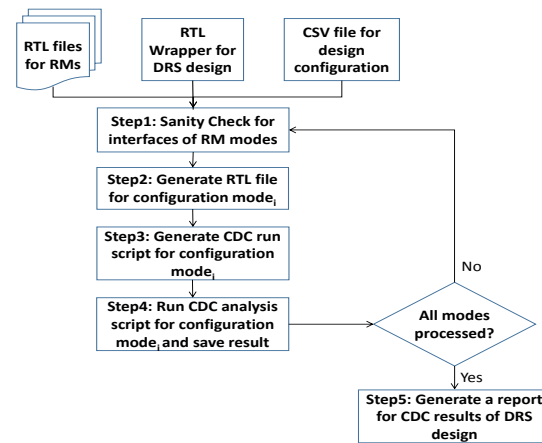 RTL files
for RMs
RTL
Wrapper for
DRS design
CSV file for
design
configuration
Step1: Sanity Check for
interfaces of RM modes
Step2: Generate RTL file
for configuration modei
Step3: Generate CDC run
script for configuration
modei
Step4: Run CDC analysis
script for configuration
modei and save result
No
All modes
processed?
Yes
Step5: Generate a report
for CDC results of DRS
design